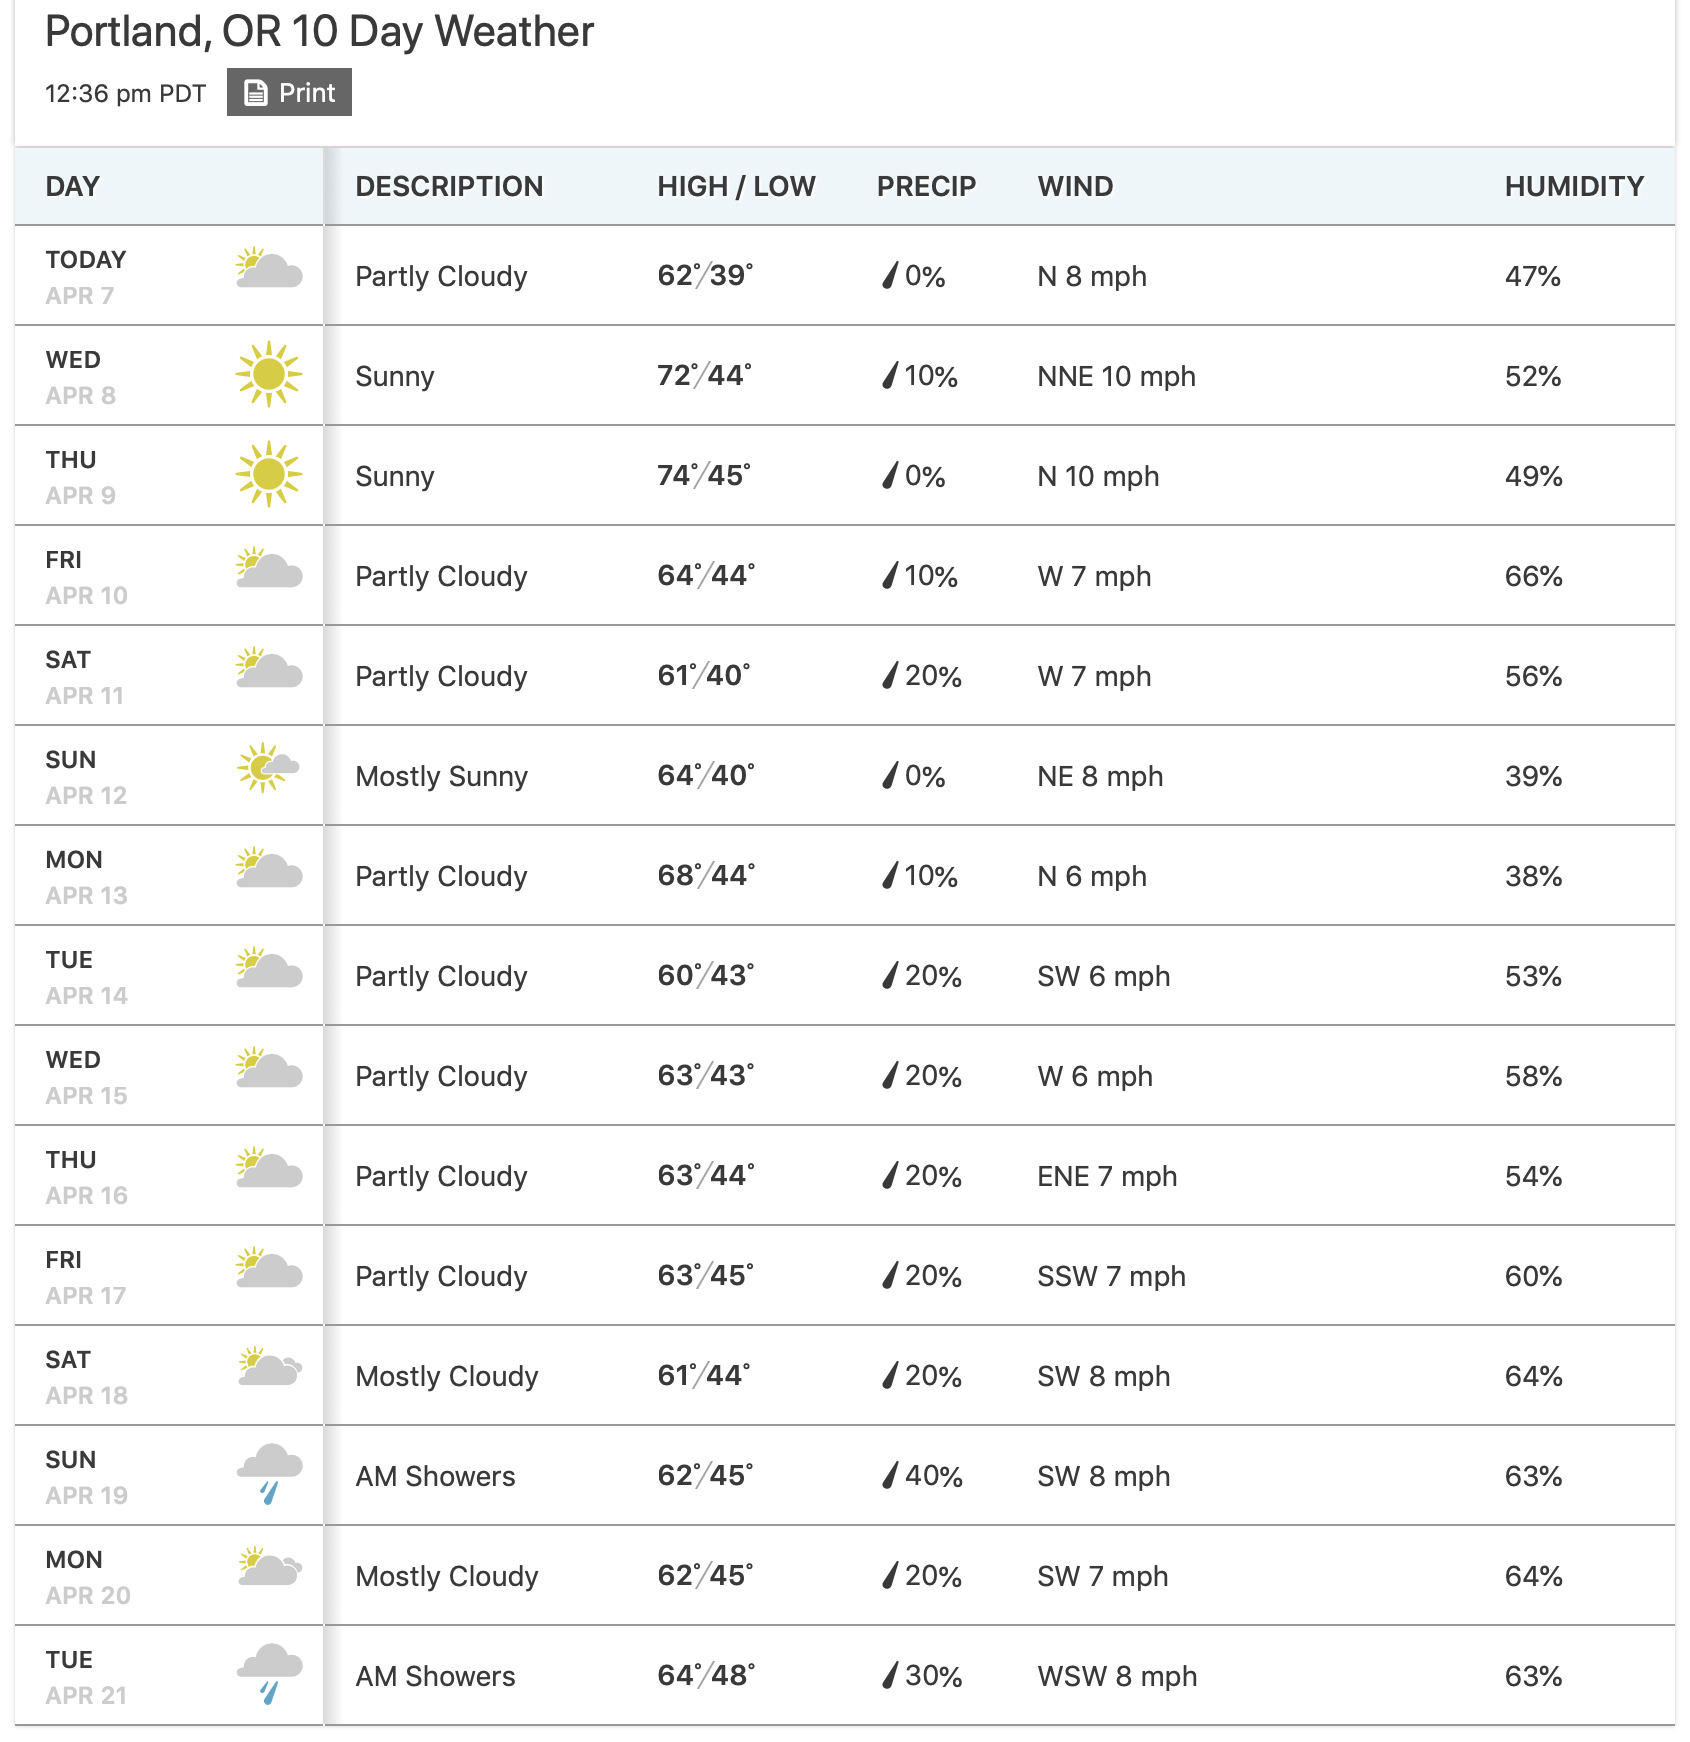 Portland, OR 10 Day Weather
12:36 pm PDT Print
DAY DESCRIPTION HIGH / LOW PRECIP WIND HUMIDITY
TODAY
APR 7
Partly Cloudy 62°/39° 0% N 8 mph 47%
WED
APR 8
Sunny 72°/44° 10% NNE 10 mph 52%
THU
APR 9
Sunny 74°/45° 0% N 10 mph 49%
FRI
APR 10
Partly Cloudy 64°/44° 10% W 7 mph 66%
SAT
APR 11
Partly Cloudy 61°/40° 20% W 7 mph 56%
SUN
APR 12
Mostly Sunny 64°/40° 0% NE 8 mph 39%
MON
APR 13
Partly Cloudy 68°/44° 10% N 6 mph 38%
TUE
APR 14
Partly Cloudy 60°/43° 20% SW 6 mph 53%
WED
APR 15
Partly Cloudy 63°/43° 20% W 6 mph 58%
THU
APR 16
Partly Cloudy 63°/44° 20% ENE 7 mph 54%
FRI
APR 17
Partly Cloudy 63°/45° 20% SSW 7 mph 60%
SAT
APR 18
Mostly Cloudy 61°/44° 20% SW 8 mph 64%
SUN
APR 19
AM Showers 62°/45° 40% SW 8 mph 63%
MON
APR 20
Mostly Cloudy 62°/45° 20% SW 7 mph 64%
TUE
APR 21
AM Showers 64°/48° 30% WSW 8 mph 63%